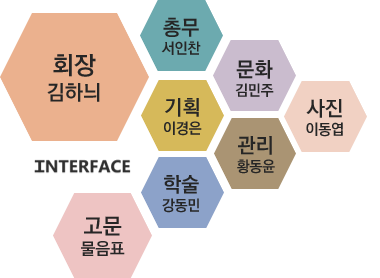 회장
김하늬
총무
서인찬
문화
김민주
기획
이경은
사진
이동엽
관리
황동윤
INTERFACE
학술
강동민
고문
물음표